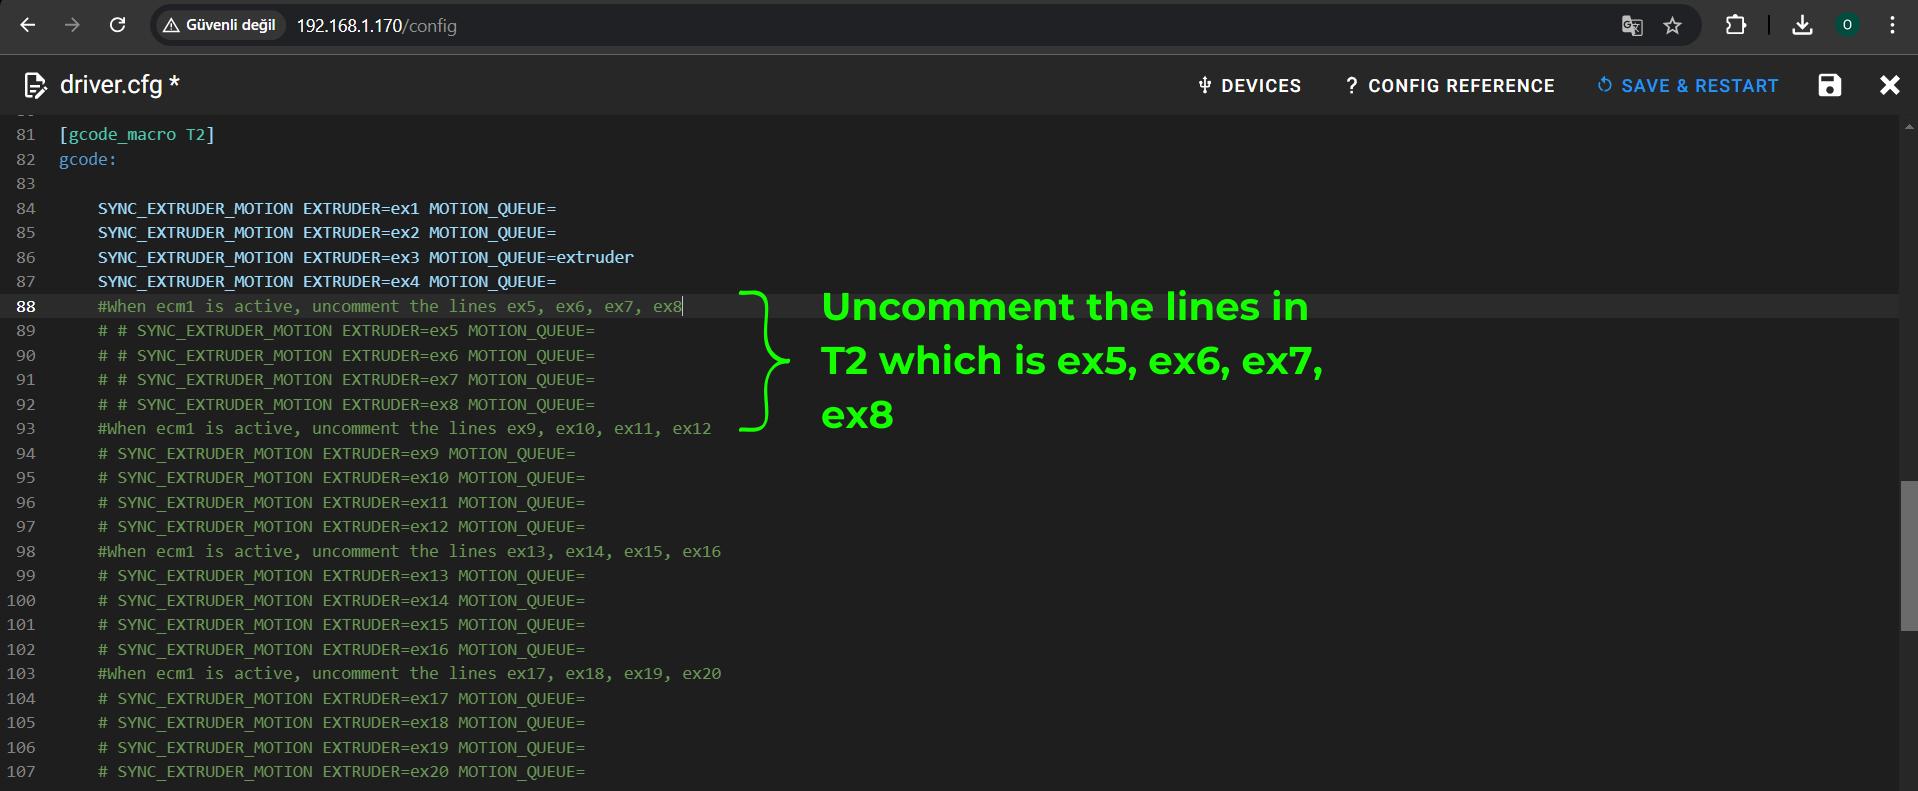 Güvenli değil 192.168.1.170/config O
driver.cfg * DEVICES ? CONFIG REFERENCE SAVE & RESTART
81 [gcode_macro T2]
82 gcode:
83
84 SYNC_EXTRUDER_MOTION EXTRUDER=ex1 MOTION_QUEUE=
85 SYNC_EXTRUDER_MOTION EXTRUDER=ex2 MOTION_QUEUE=
86 SYNC_EXTRUDER_MOTION EXTRUDER=ex3 MOTION_QUEUE=extruder
87 SYNC_EXTRUDER_MOTION EXTRUDER=ex4 MOTION_QUEUE=
88 #When ecm1 is active, uncomment the lines ex5, ex6, ex7, ex8
89 # # SYNC_EXTRUDER_MOTION EXTRUDER=ex5 MOTION_QUEUE=
90 # # SYNC_EXTRUDER_MOTION EXTRUDER=ex6 MOTION_QUEUE=
91 # # SYNC_EXTRUDER_MOTION EXTRUDER=ex7 MOTION_QUEUE=
92 # # SYNC_EXTRUDER_MOTION EXTRUDER=ex8 MOTION_QUEUE=
93 #When ecm1 is active, uncomment the lines ex9, ex10, ex11, ex12
94 # SYNC_EXTRUDER_MOTION EXTRUDER=ex9 MOTION_QUEUE=
95 # SYNC_EXTRUDER_MOTION EXTRUDER=ex10 MOTION_QUEUE=
96 # SYNC_EXTRUDER_MOTION EXTRUDER=ex11 MOTION_QUEUE=
97 # SYNC_EXTRUDER_MOTION EXTRUDER=ex12 MOTION_QUEUE=
98 #When ecm1 is active, uncomment the lines ex13, ex14, ex15, ex16
99 # SYNC_EXTRUDER_MOTION EXTRUDER=ex13 MOTION_QUEUE=
100 # SYNC_EXTRUDER_MOTION EXTRUDER=ex14 MOTION_QUEUE=
101 # SYNC_EXTRUDER_MOTION EXTRUDER=ex15 MOTION_QUEUE=
102 # SYNC_EXTRUDER_MOTION EXTRUDER=ex16 MOTION_QUEUE=
103 #When ecm1 is active, uncomment the lines ex17, ex18, ex19, ex20
104 # SYNC_EXTRUDER_MOTION EXTRUDER=ex17 MOTION_QUEUE=
105 # SYNC_EXTRUDER_MOTION EXTRUDER=ex18 MOTION_QUEUE=
106 # SYNC_EXTRUDER_MOTION EXTRUDER=ex19 MOTION_QUEUE=
107 # SYNC_EXTRUDER_MOTION EXTRUDER=ex20 MOTION_QUEUE=
Uncomment the lines in
T2 which is ex5, ex6, ex7,
ex8